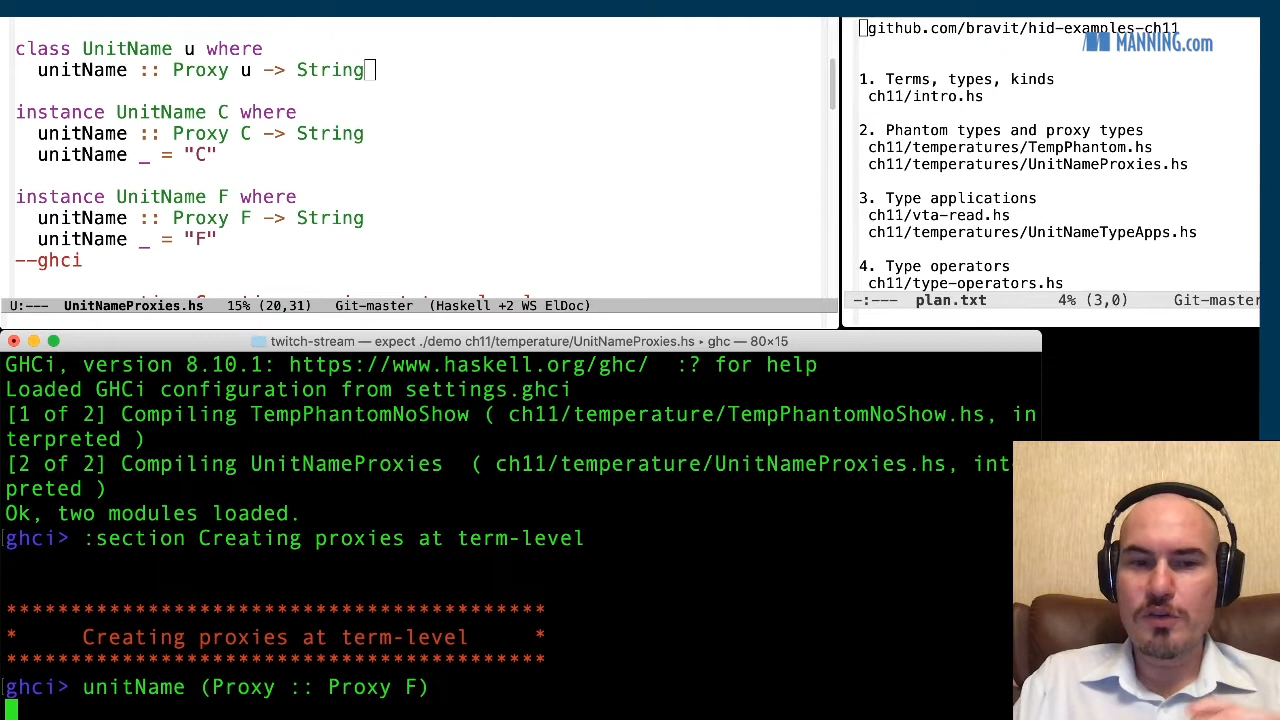 class UnitName u where
unitName :: Proxy u -> String
instance UnitName C where
unitName :: Proxy C -> String
unitName _ = "C"
instance UnitName F where
unitName :: Proxy F -> String
unitName _ = "F"
--ghci
U:--- UnitNameProxies.hs 15% (20,31) Git-master (Haskell +2 WS ElDoc)
github.com/bravit/hid-examples-ch11
MANNING.com
1. Terms, types, kinds
ch11/intro.hs
2. Phantom types and proxy types
ch11/temperatures/TempPhantom.hs
ch11/temperatures/UnitNameProxies.hs
3. Type applications
ch11/vta-read.hs
ch11/temperatures/UnitNameTypeApps.hs
4. Type operators
ch11/type-operators.hs
-:--- plan.txt 4% (3,0) Git-master
twitch-stream — expect ./demo ch11/temperature/UnitNameProxies.hs ▸ ghc — 80×15
GHCi, version 8.10.1: https://www.haskell.org/ghc/ :? for help
Loaded GHCi configuration from settings.ghci
[1 of 2] Compiling TempPhantomNoShow ( ch11/temperature/TempPhantomNoShow.hs, in
terpreted )
[2 of 2] Compiling UnitNameProxies ( ch11/temperature/UnitNameProxies.hs, int
preted )
Ok, two modules loaded.
ghci> :section Creating proxies at term-level
******************************************
* Creating proxies at term-level *
******************************************
ghci> unitName (Proxy :: Proxy F)